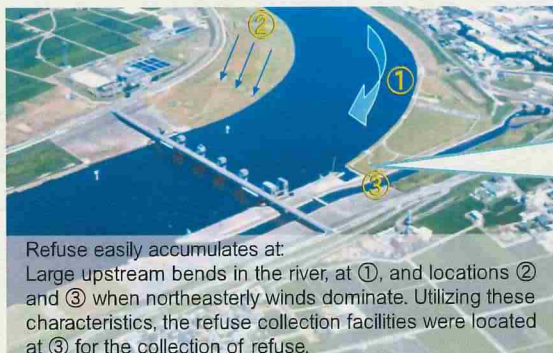 ②
①
③
Refuse easily accumulates at:
Large upstream bends in the river, at ①, and locations ②
and ③ when northeasterly winds dominate. Utilizing these
characteristics, the refuse collection facilities were located
at ③ for the collection of refuse.